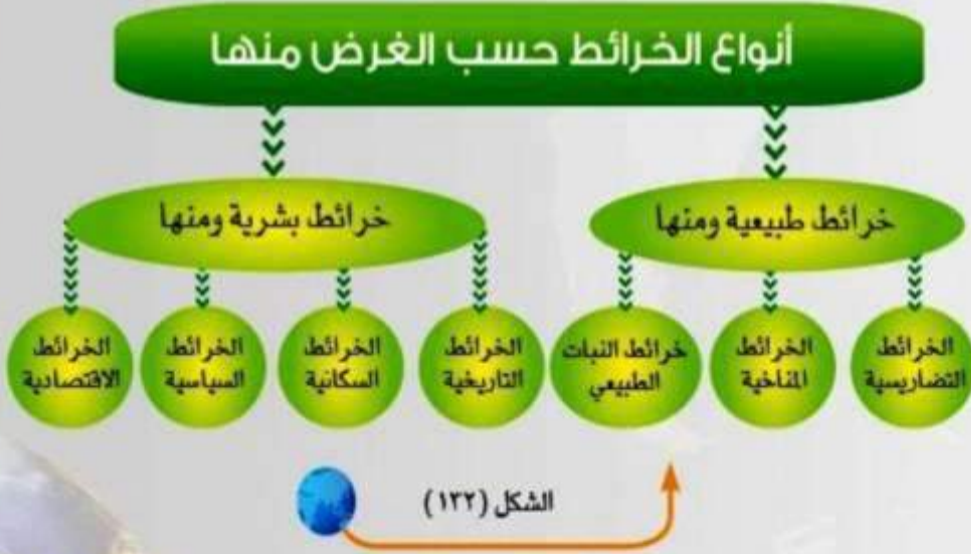 أنواع الخرائط حسب الغرض منها
خرائط طبيعية ومنها
خرائط بشرية ومنها
الخرائط
التضاريسية
الخرائط
المناخية
خرائط النبات
الطبيعي
الخرائط
التاريخية
الخرائط
السكانية
الخرائط
السياسية
الخرائط
الاقتصادية
الشكل (١٣٢)